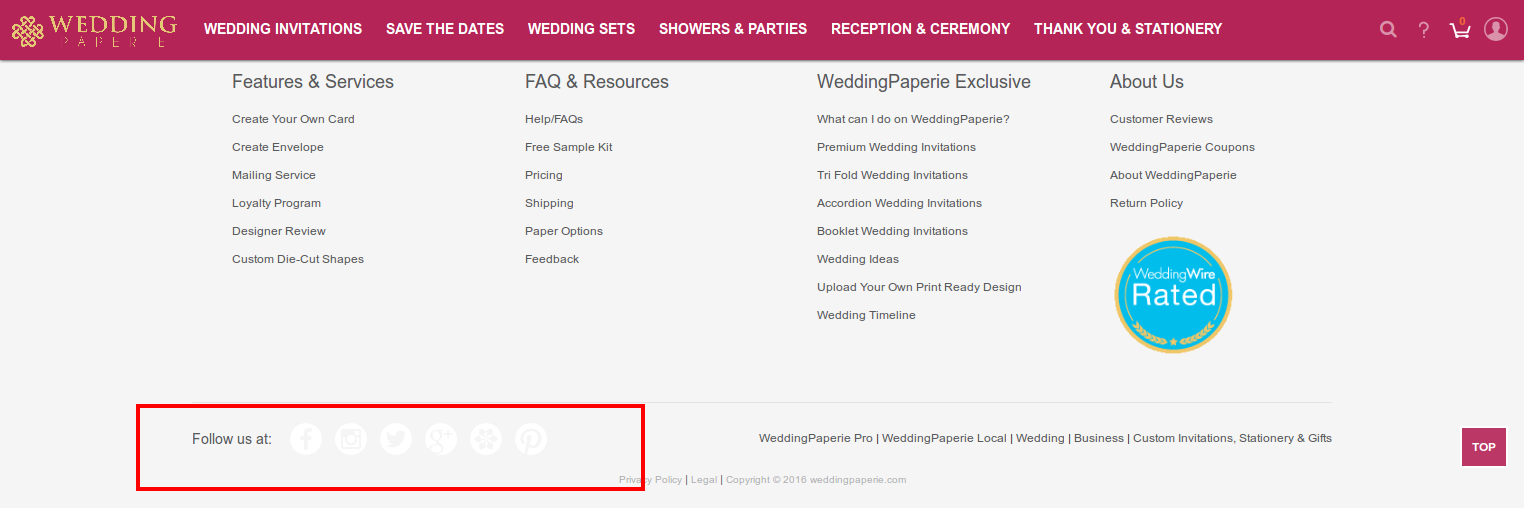 WEDDING
PAPERIE
WEDDING INVITATIONS SAVE THE DATES WEDDING SETS SHOWERS & PARTIES RECEPTION & CEREMONY THANK YOU & STATIONERY
? 0
Features & Services
Create Your Own Card
Create Envelope
Mailing Service
Loyalty Program
Designer Review
Custom Die-Cut Shapes
FAQ & Resources
Help/FAQs
Free Sample Kit
Pricing
Shipping
Paper Options
Feedback
WeddingPaperie Exclusive
What can I do on WeddingPaperie?
Premium Wedding Invitations
Tri Fold Wedding Invitations
Accordion Wedding Invitations
Booklet Wedding Invitations
Wedding Ideas
Upload Your Own Print Ready Design
Wedding Timeline
About Us
Customer Reviews
WeddingPaperie Coupons
About WeddingPaperie
Return Policy
WeddingWire
Rated
Follow us at:
WeddingPaperie Pro | WeddingPaperie Local | Wedding | Business | Custom Invitations, Stationery & Gifts
TOP
Privacy Policy | Legal | Copyright © 2016 weddingpaperie.com